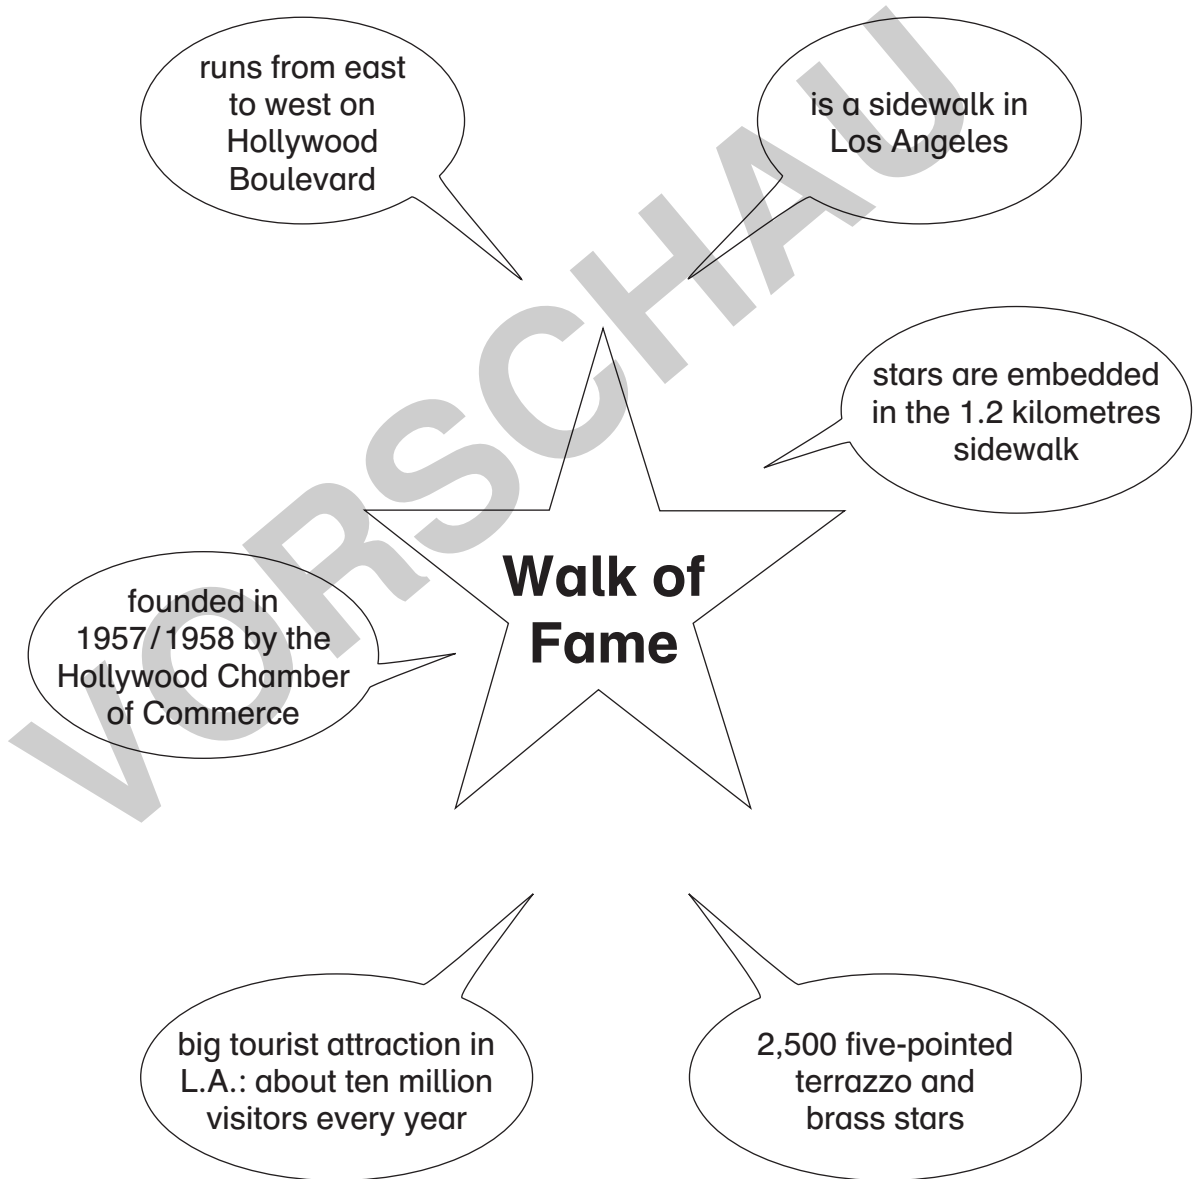 runs from east
to west on
Hollywood
Boulevard
is a sidewalk in
Los Angeles
stars are embedded
in the 1.2 kilometres
sidewalk
Walk of
Fame
founded in
1957/1958 by the
Hollywood Chamber
of Commerce
big tourist attraction in
L.A.: about ten million
visitors every year
2,500 five-pointed
terrazzo and
brass stars
VORSCHAU